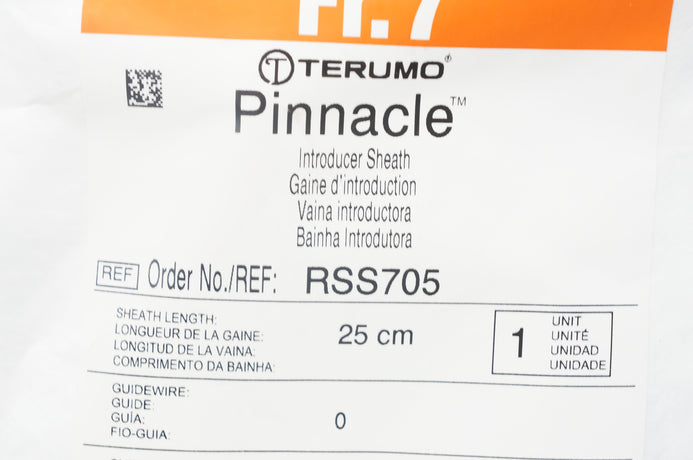 Fr. 7
TERUMO®
Pinnacle™
Introducer Sheath
Gaine d'introduction
Vaina introductora
Bainha Introdutora
REF Order No./REF: RSS705
SHEATH LENGTH:
LONGUEUR DE LA GAINE:
LONGITUD DE LA VAINA:
COMPRIMENTO DA BAINHA:
25 cm
1
UNIT
UNITÉ
UNIDAD
UNIDADE
GUIDEWIRE:
GUIDE:
GUÍA:
FIO-GUIA:
0